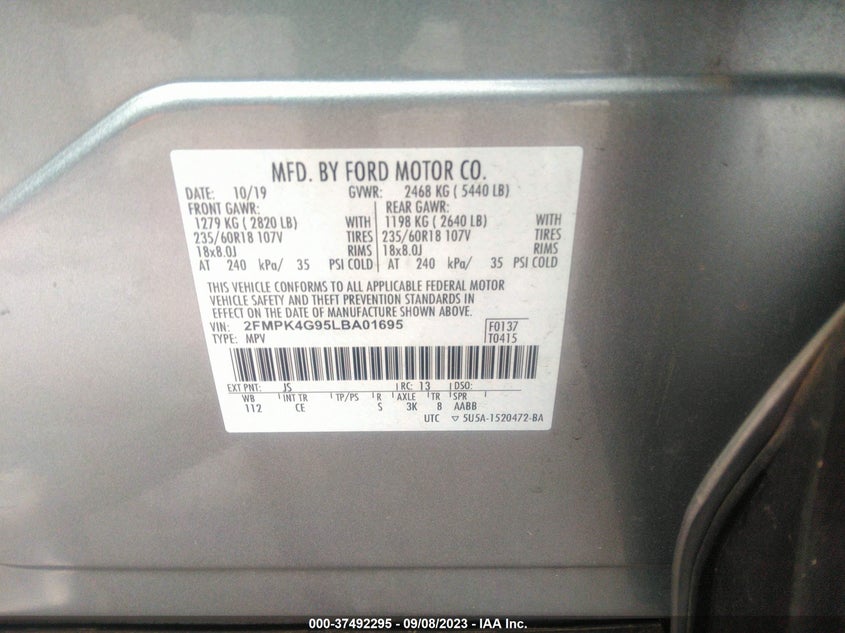 MFD. BY FORD MOTOR CO.
DATE: 10/19 GVWR: 2468 KG ( 5440 LB)
FRONT GAWR: REAR GAWR:
1279 KG ( 2820 LB) WITH 1198 KG ( 2640 LB) WITH
235/60R18 107V TIRES 235/60R18 107V TIRES
18x8.0J RIMS 18x8.0J RIMS
AT 240 kPa/ 35 PSI COLD AT 240 kPa/ 35 PSI COLD
THIS VEHICLE CONFORMS TO ALL APPLICABLE FEDERAL MOTOR
VEHICLE SAFETY AND THEFT PREVENTION STANDARDS IN
EFFECT ON THE DATE OF MANUFACTURE SHOWN ABOVE.
VIN: 2FMPK4G95LBA01695 F0137
TYPE: MPV T0415
EXT PNT: JS RC: 13 DSO:
WB INT TR TP/PS R AXLE TR SPR
112 CE S 3K B AABB
UTC ▽ 5U5A-1520472-BA
000-37492295 - 09/08/2023 - IAA Inc.